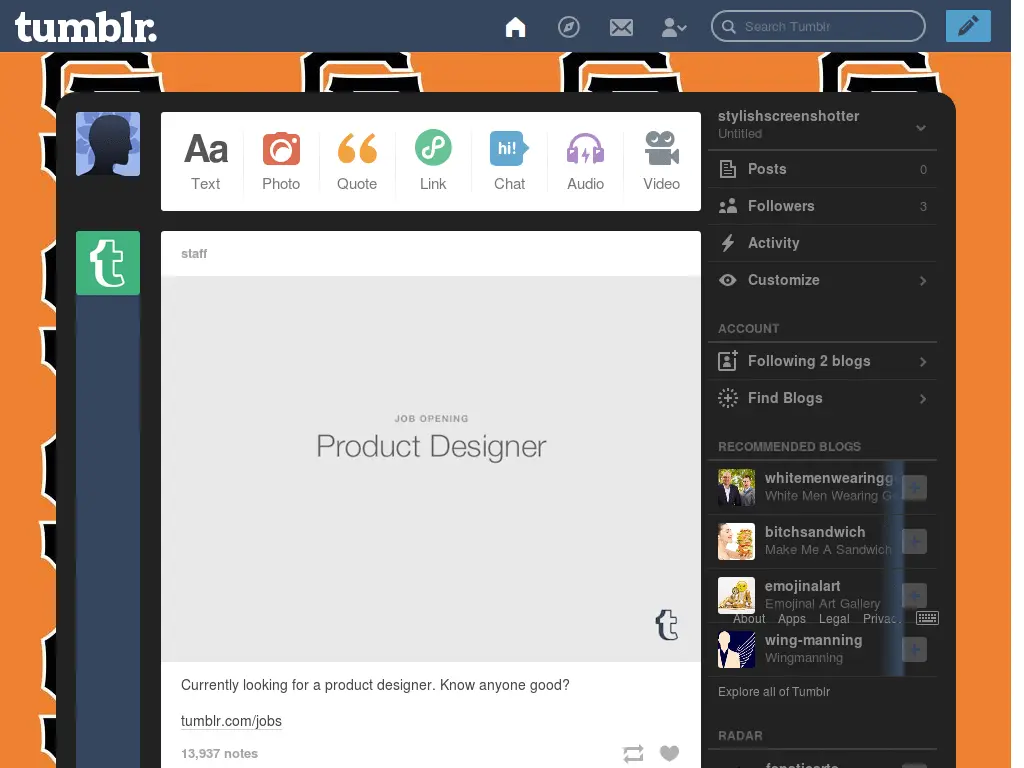 tumblr.
Search Tumblr
Aa
hi!
Text
Photo
Quote
Link
Chat
Audio
Video
staff
JOB OPENING
Product Designer
t
Currently looking for a product designer. Know anyone good?
tumblr.com/jobs
13,937 notes
stylishscreenshotter
Untitled
Posts 0
Followers 3
Activity
Customize
ACCOUNT
Following 2 blogs
Find Blogs
RECOMMENDED BLOGS
whitemenwearingg
White Men Wearing G
bitchsandwich
Make Me A Sandwich
emojinalart
Emojinal Art Gallery
About Apps Legal
wing-manning
Wingmanning
Explore all of Tumblr
RADAR